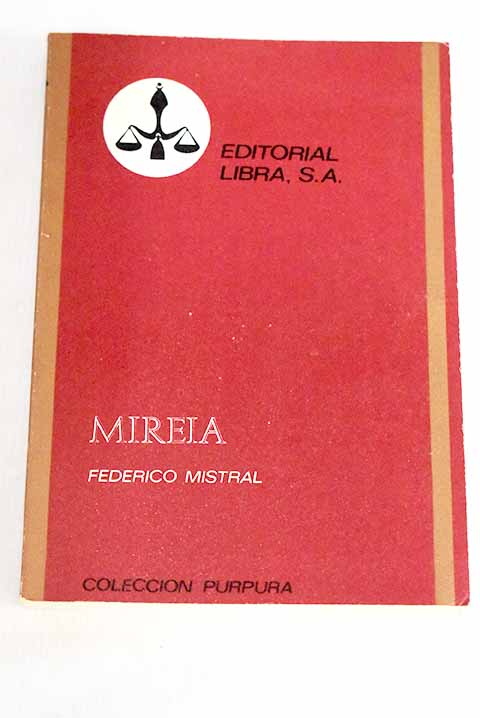 EDITORIAL
LIBRA, S.A.
MIREIA
FEDERICO MISTRAL
COLECCION PURPURA